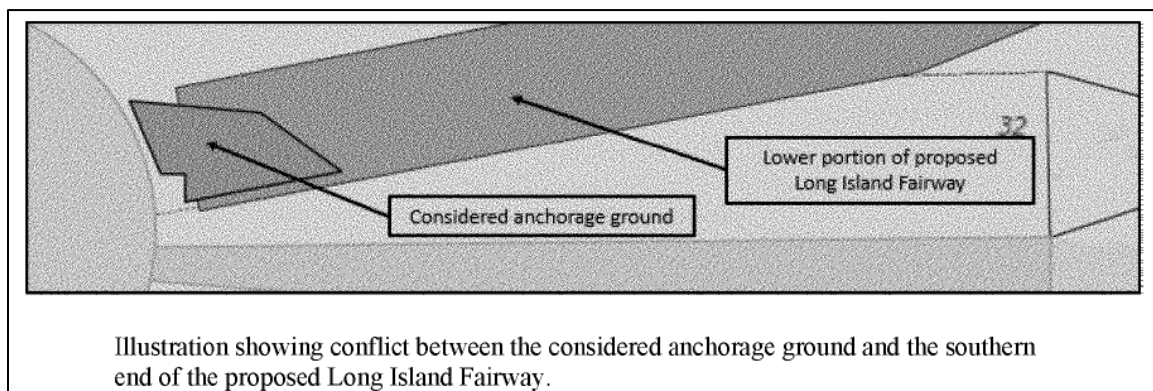 32
Lower portion of proposed
Long Island Fairway
Considered anchorage ground
Illustration showing conflict between the considered anchorage ground and the southern
end of the proposed Long Island Fairway.